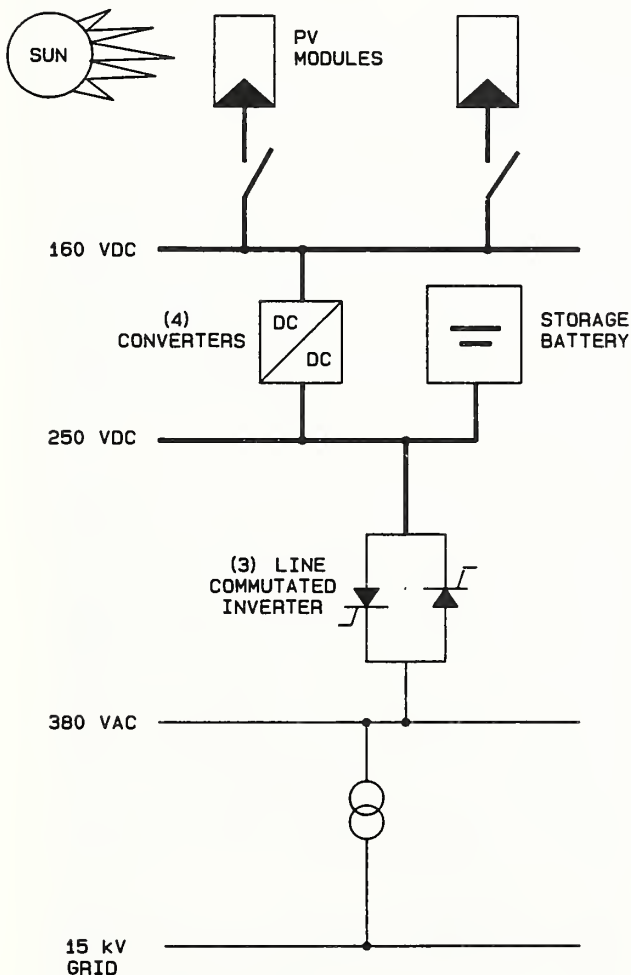 SUN
PV
MODULES
160 VDC
(4)
CONVERTERS
DC
DC
STORAGE
BATTERY
250 VDC
(3) LINE
COMMUTATED
INVERTER
380 VAC
15 kV
GRID